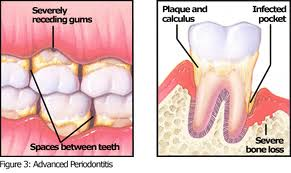 Severely
receding gums
Spaces between teeth
Plaque and
calculus
Infected
pocket
Severe
bone loss
Figure 3: Advanced Periodontitis